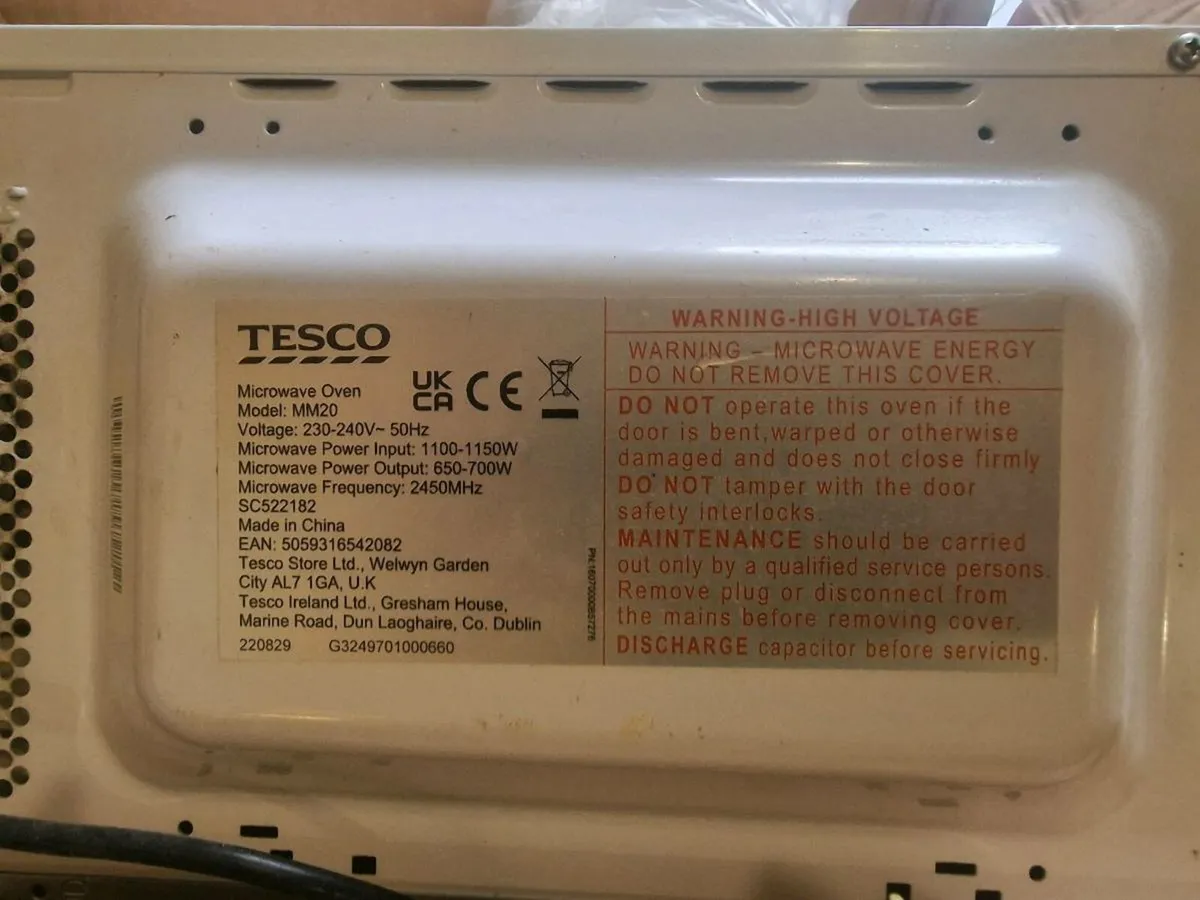 TESCO
Microwave Oven
Model: MM20
Voltage: 230-240V~ 50Hz
Microwave Power Input: 1100-1150W
Microwave Power Output: 650-700W
Microwave Frequency: 2450MHz
SC522182
Made in China
EAN: 5059316542082
Tesco Store Ltd., Welwyn Garden
City AL7 1GA, U.K
Tesco Ireland Ltd., Gresham House,
Marine Road, Dun Laoghaire, Co. Dublin
220829 G3249701000660
UK
CA
CE
WARNING-HIGH VOLTAGE
WARNING – MICROWAVE ENERGY
DO NOT REMOVE THIS COVER.
DO NOT operate this oven if the
door is bent,warped or otherwise
damaged and does not close firmly
DO NOT tamper with the door
safety interlocks.
MAINTENANCE should be carried
out only by a qualified service persons.
Remove plug or disconnect from
the mains before removing cover.
DISCHARGE capacitor before servicing.